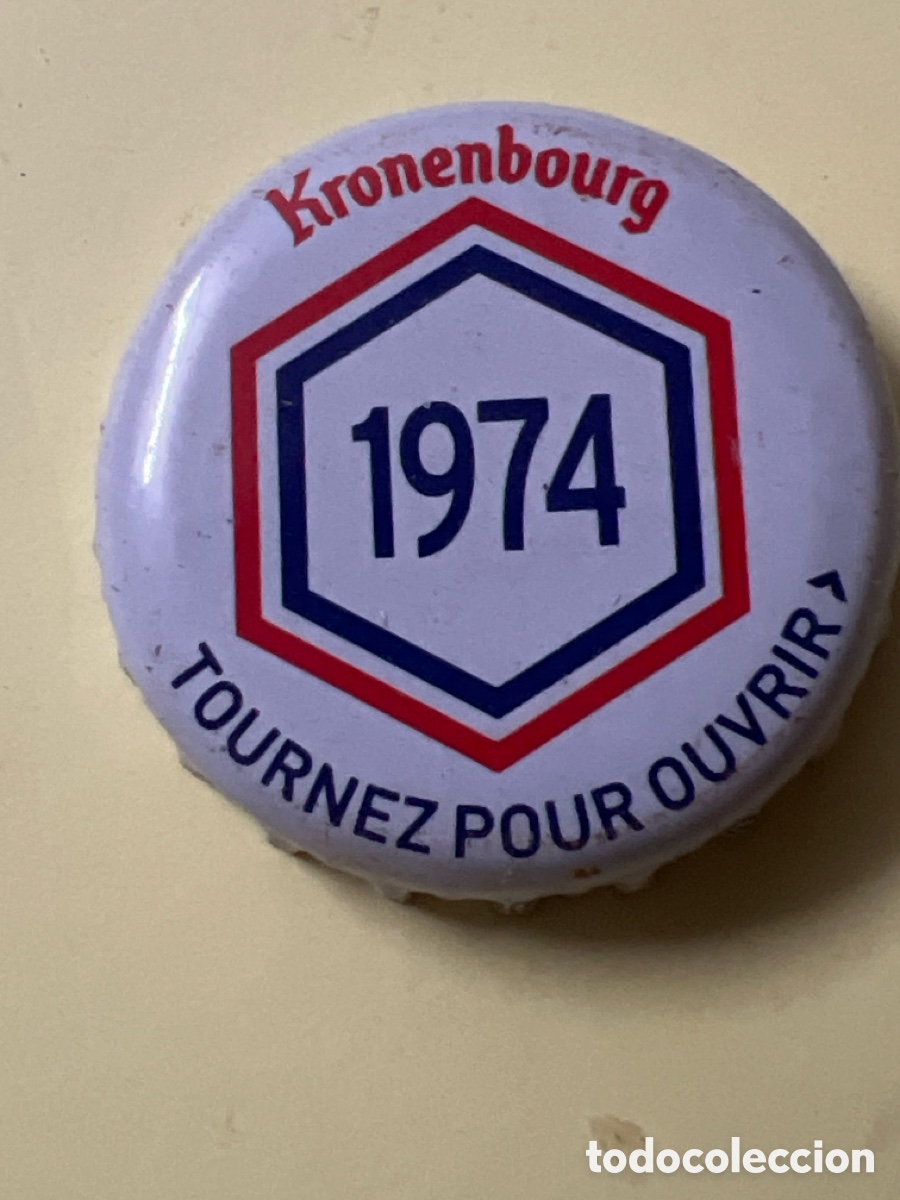 Kronenbourg
1974
TOURNEZ POUR OUVRIR >
todocoleccion